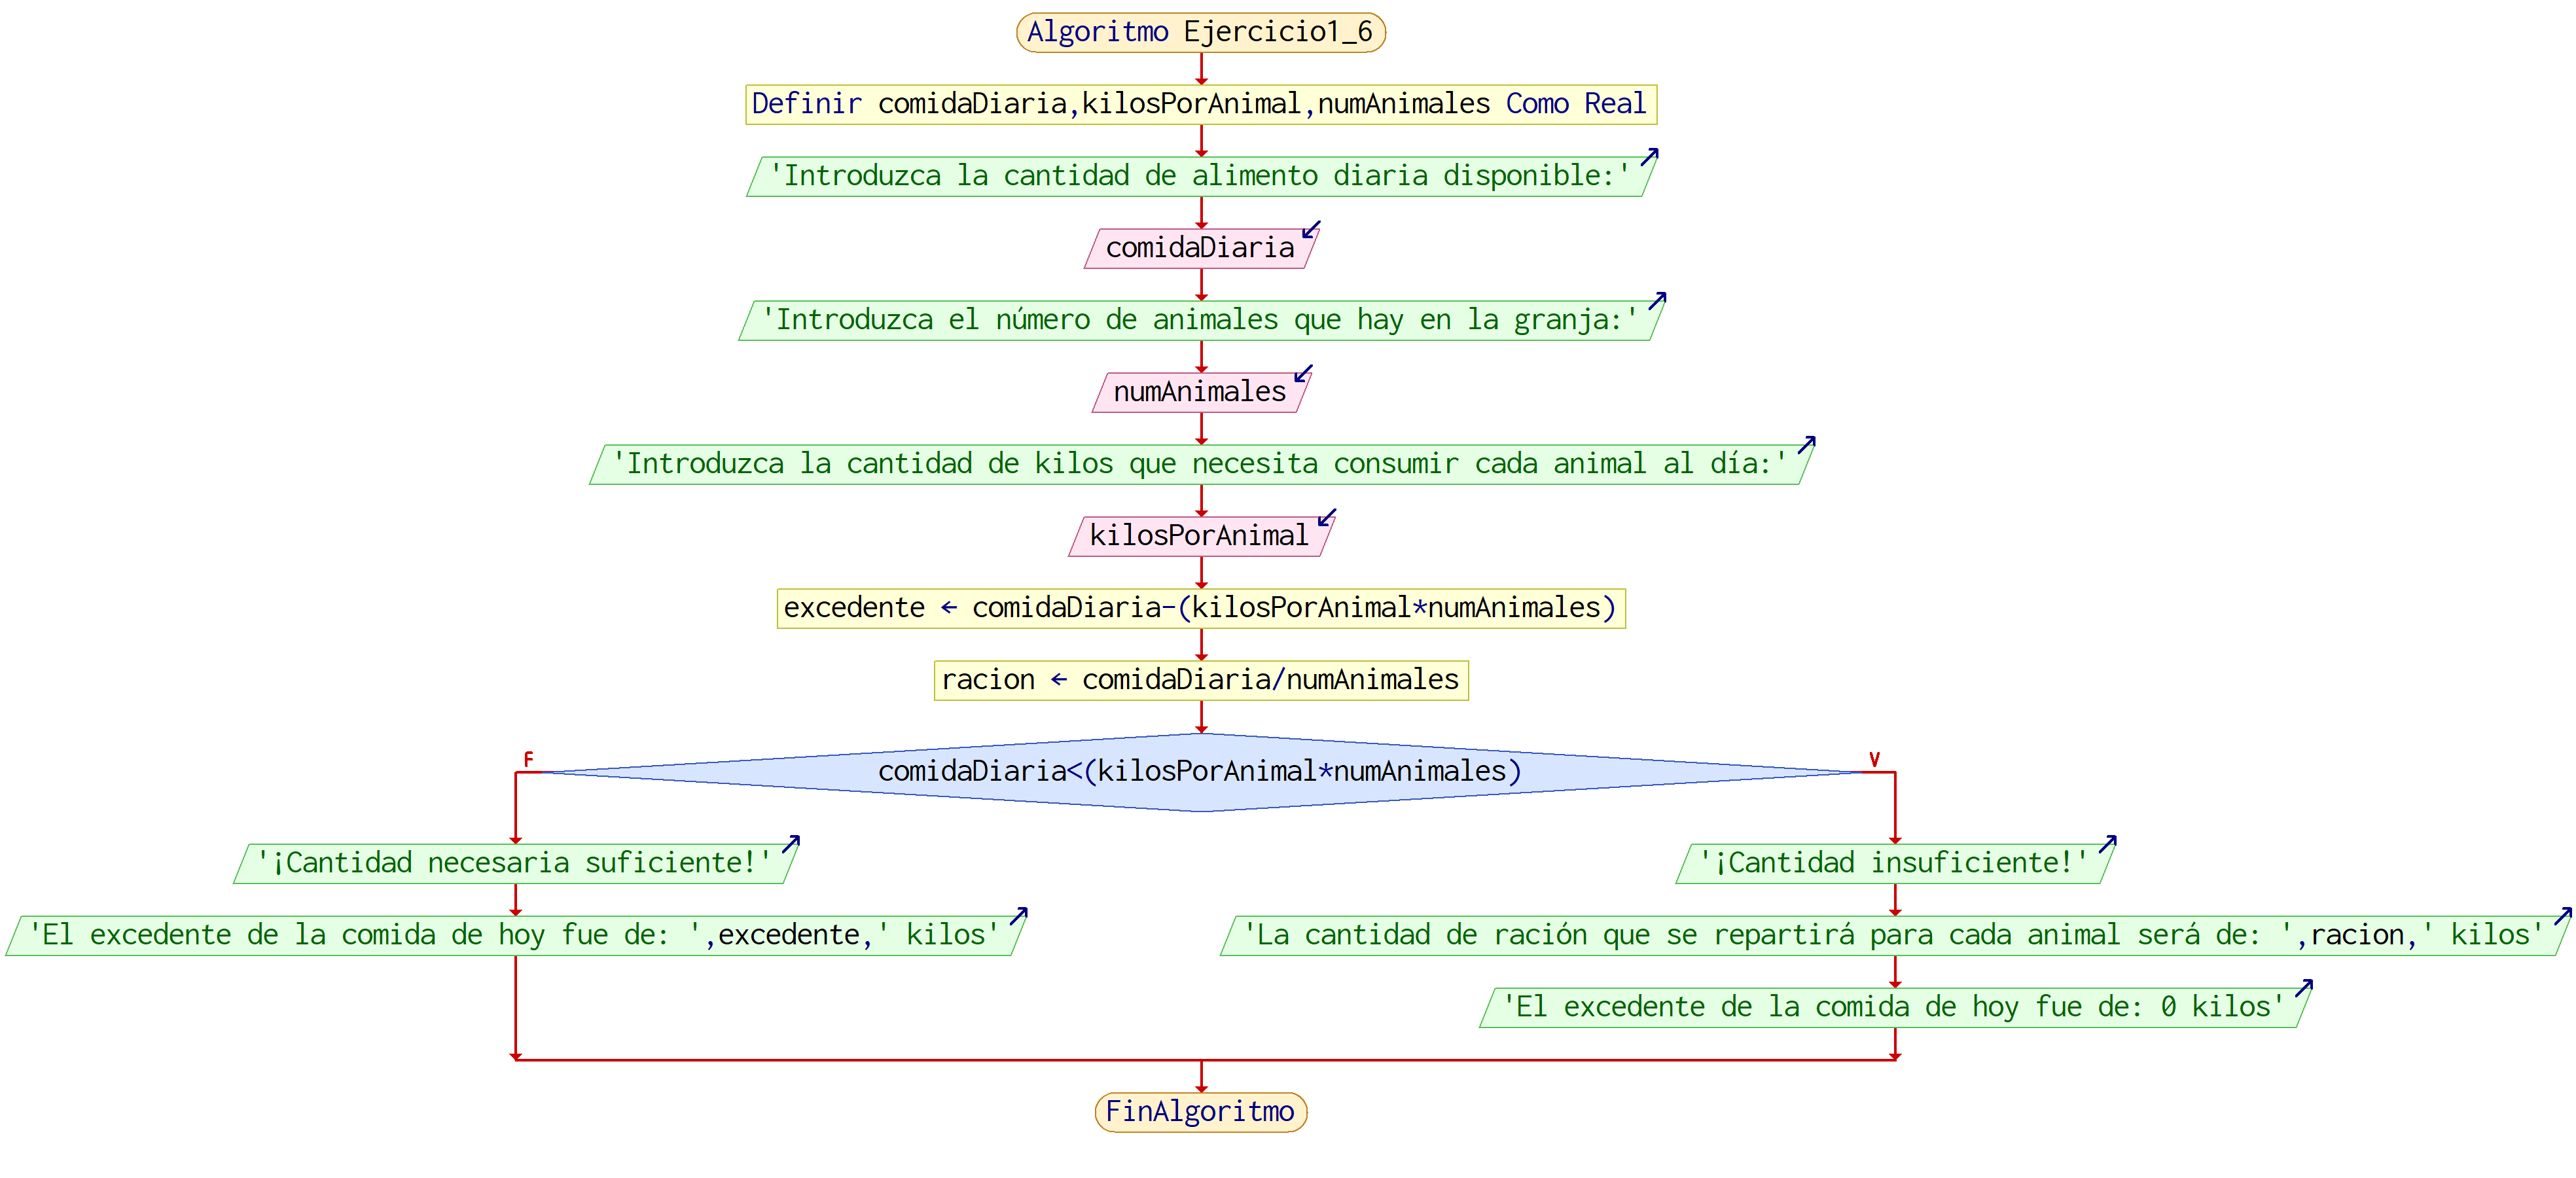 Algoritmo Ejercicio1_6
Definir comidaDiaria,kilosPorAnimal,numAnimales Como Real
'Introduzca la cantidad de alimento diaria disponible:'
comidaDiaria
'Introduzca el número de animales que hay en la granja:'
numAnimales
'Introduzca la cantidad de kilos que necesita consumir cada animal al día:'
kilosPorAnimal
excedente ← comidaDiaria-(kilosPorAnimal*numAnimales)
racion ← comidaDiaria/numAnimales
comidaDiaria<(kilosPorAnimal*numAnimales)
F
'¡Cantidad necesaria suficiente!'
'El excedente de la comida de hoy fue de: ',excedente,' kilos'
V
'¡Cantidad insuficiente!'
'La cantidad de ración que se repartirá para cada animal será de: ',racion,' kilos'
'El excedente de la comida de hoy fue de: 0 kilos'
FinAlgoritmo